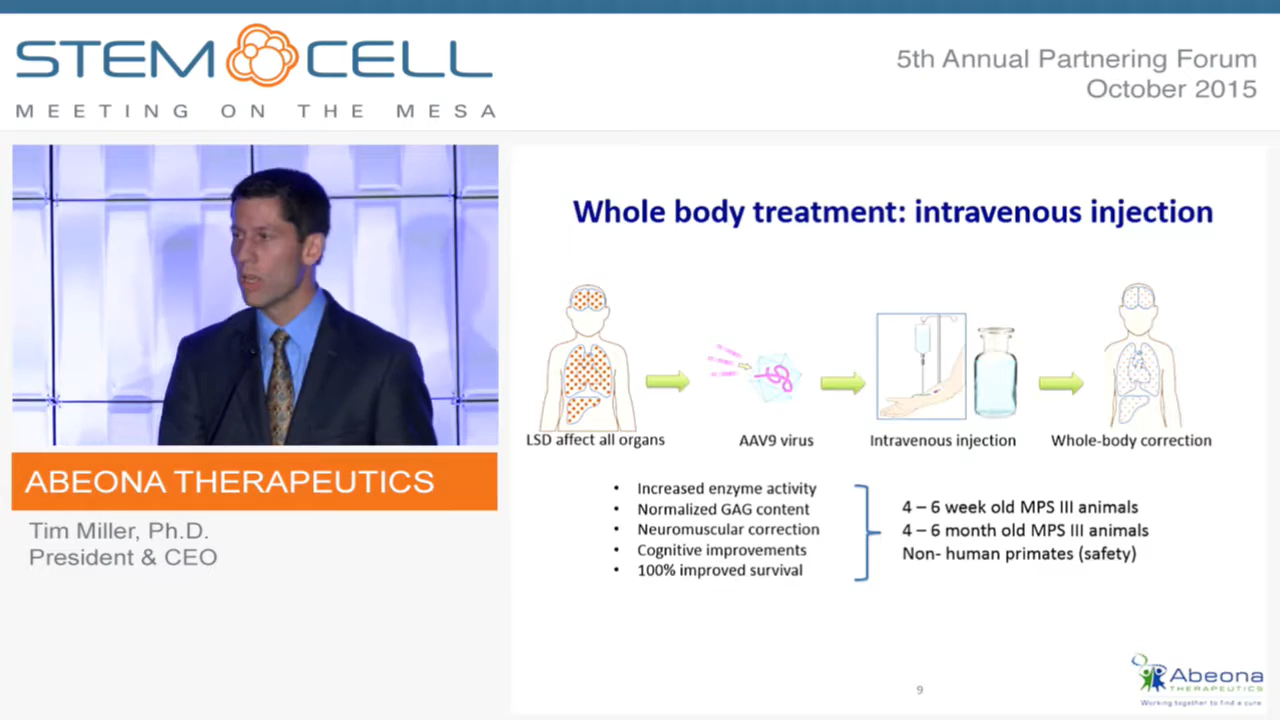 STEM CELL
MEETING ON THE MESA
5th Annual Partnering Forum
October 2015
Whole body treatment: intravenous injection
LSD affect all organs
AAV9 virus
Intravenous injection
Whole-body correction
• Increased enzyme activity
• Normalized GAG content
• Neuromuscular correction
• Cognitive improvements
• 100% improved survival
4 – 6 week old MPS III animals
4 – 6 month old MPS III animals
Non- human primates (safety)
ABEONA THERAPEUTICS
Tim Miller, Ph.D.
President & CEO
9
Abeona
THERAPEUTICS
Working together to find a cure